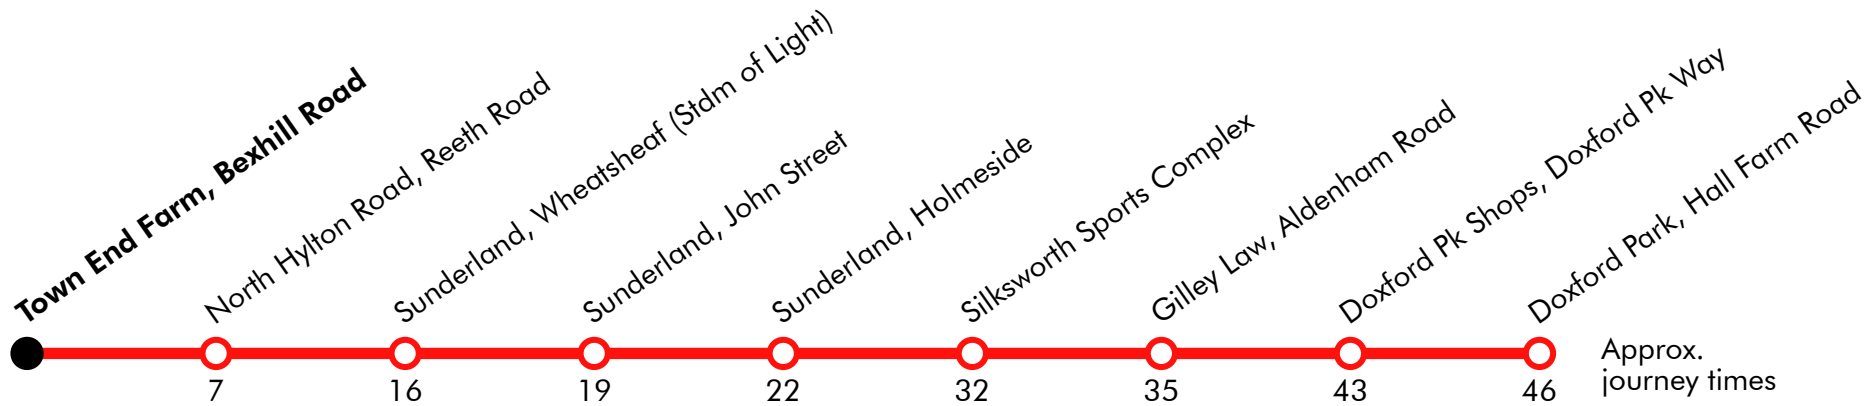 Town End Farm, Bexhill Road
North Hylton Road, Reeth Road
Sunderland, Wheatsheaf (Stdm of Light)
Sunderland, John Street
Sunderland, Holmeside
Silksworth Sports Complex
Gilley Law, Aldenham Road
Doxford Pk Shops, Doxford Pk Way
Doxford Park, Hall Farm Road
7
16
19
22
32
35
43
46
Approx.
journey times